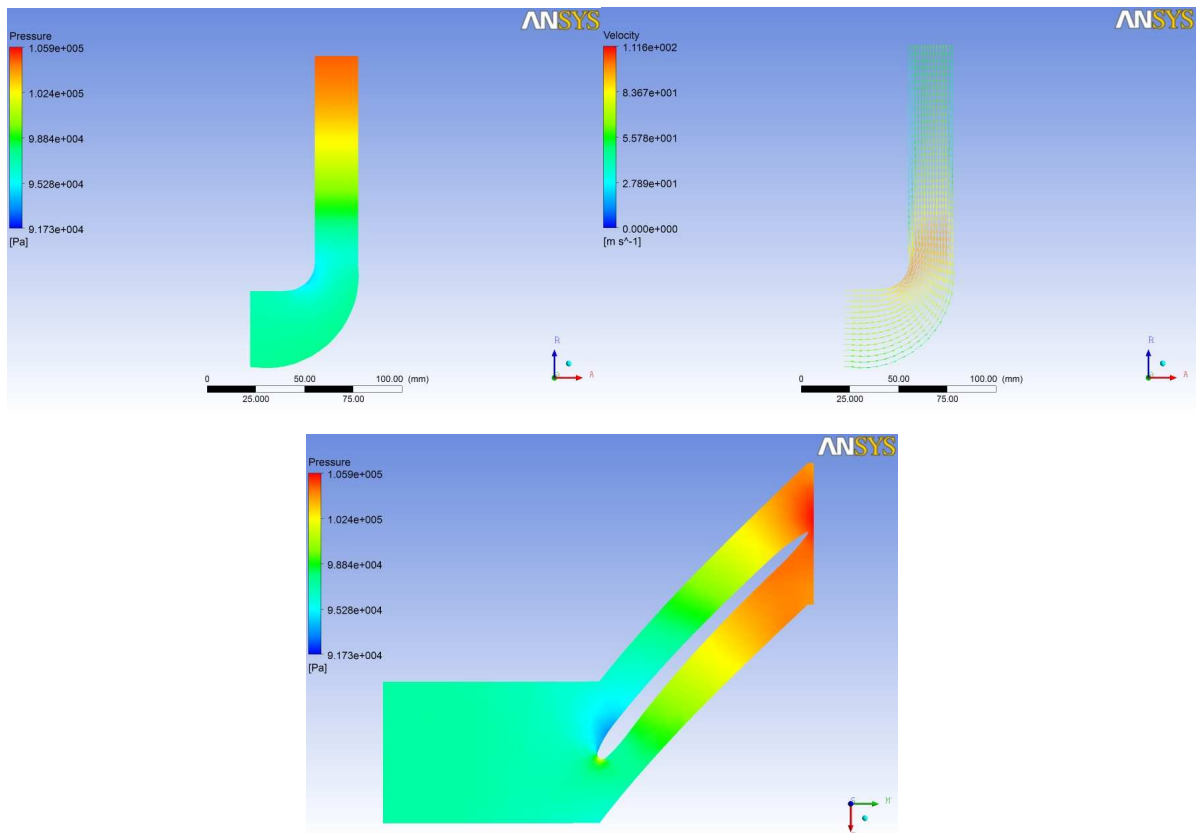 ANSYS
Pressure
1.059e+005
1.024e+005
9.884e+004
9.528e+004
9.173e+004
[Pa]
0 50.00 100.00 (mm)
25.000 75.00
R
A
ANSYS
Velocity
1.116e+002
8.367e+001
5.578e+001
2.789e+001
0.000e+000
[m s^-1]
0 50.00 100.00 (mm)
25.000 75.00
R
A
ANSYS
Pressure
1.059e+005
1.024e+005
9.884e+004
9.528e+004
9.173e+004
[Pa]